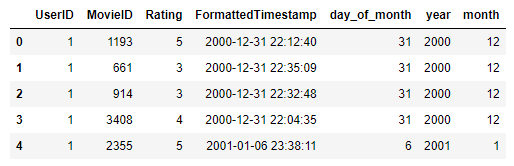 UserID MovieID Rating FormattedTimestamp day_of_month year month
0 1 1193 5 2000-12-31 22:12:40 31 2000 12
1 1 661 3 2000-12-31 22:35:09 31 2000 12
2 1 914 3 2000-12-31 22:32:48 31 2000 12
3 1 3408 4 2000-12-31 22:04:35 31 2000 12
4 1 2355 5 2001-01-06 23:38:11 6 2001 1